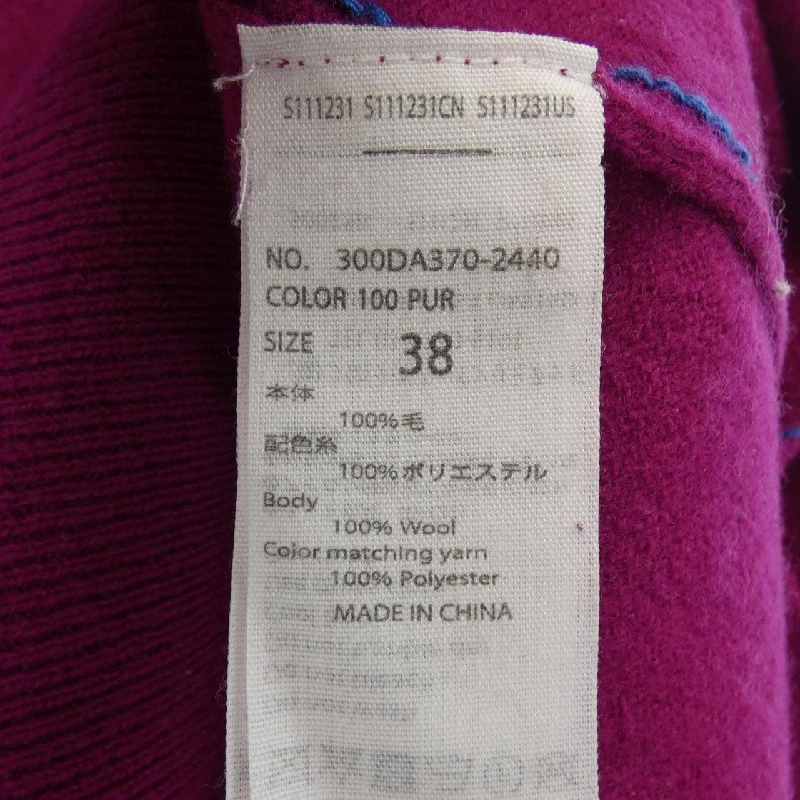 S111231 S111231CN S111231US
NO. 300DA370-2440
COLOR 100 PUR
SIZE 38
本体
100%毛
配色糸
100%ポリエステル
Body
100% Wool
Color matching yarn
100% Polyester
MADE IN CHINA